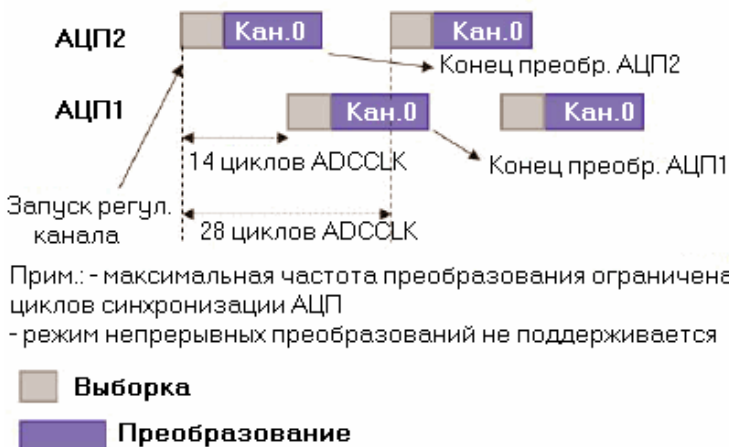 АЦП2
Кан.0
Кан.0
Конец преобр. АЦП2
АЦП1
Кан.0
Кан.0
14 циклов ADCCLK
Конец преобр. АЦП1
Запуск регул.
канала
28 циклов ADCCLK
Прим.: - максимальная частота преобразования ограничена
циклов синхронизации АЦП
- режим непрерывных преобразований не поддерживается
Выборка
Преобразование